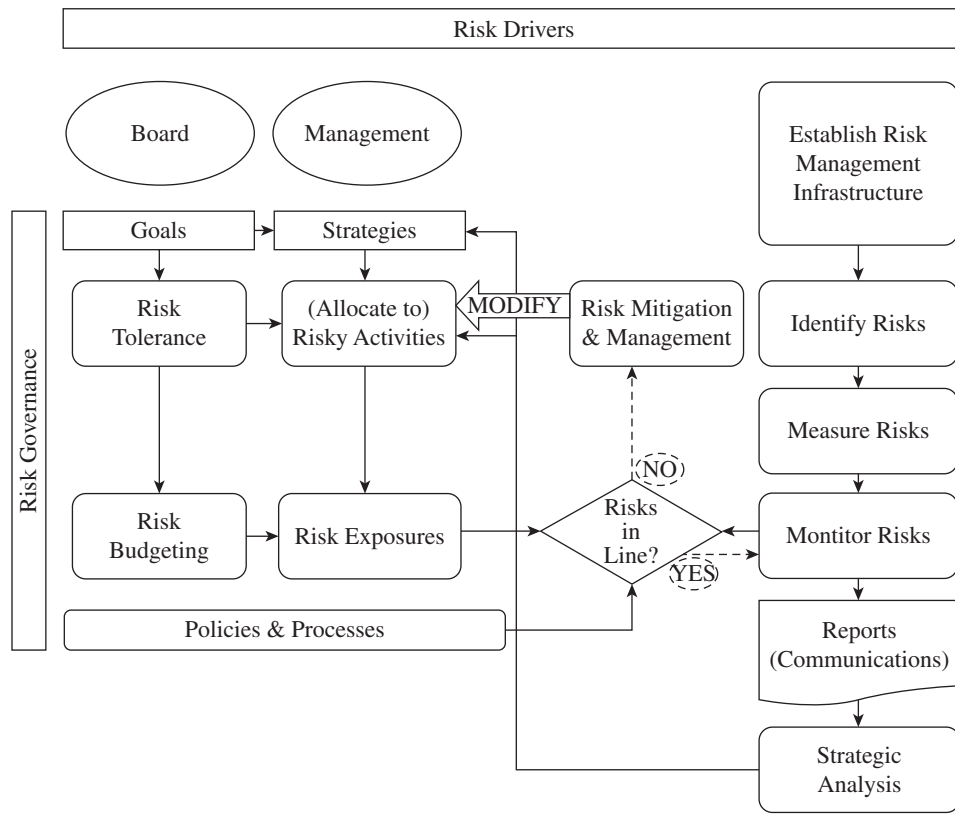 Risk Drivers
Board
Management
Establish Risk
Management
Infrastructure
Risk Governance
Goals
Strategies
Risk
Tolerance
(Allocate to)
Risky Activities
MODIFY
Risk Mitigation
& Management
Identify Risks
Measure Risks
NO
Risk
Budgeting
Risk Exposures
Risks
in
Line?
YES
Montitor Risks
Policies & Processes
Reports
(Communications)
Strategic
Analysis